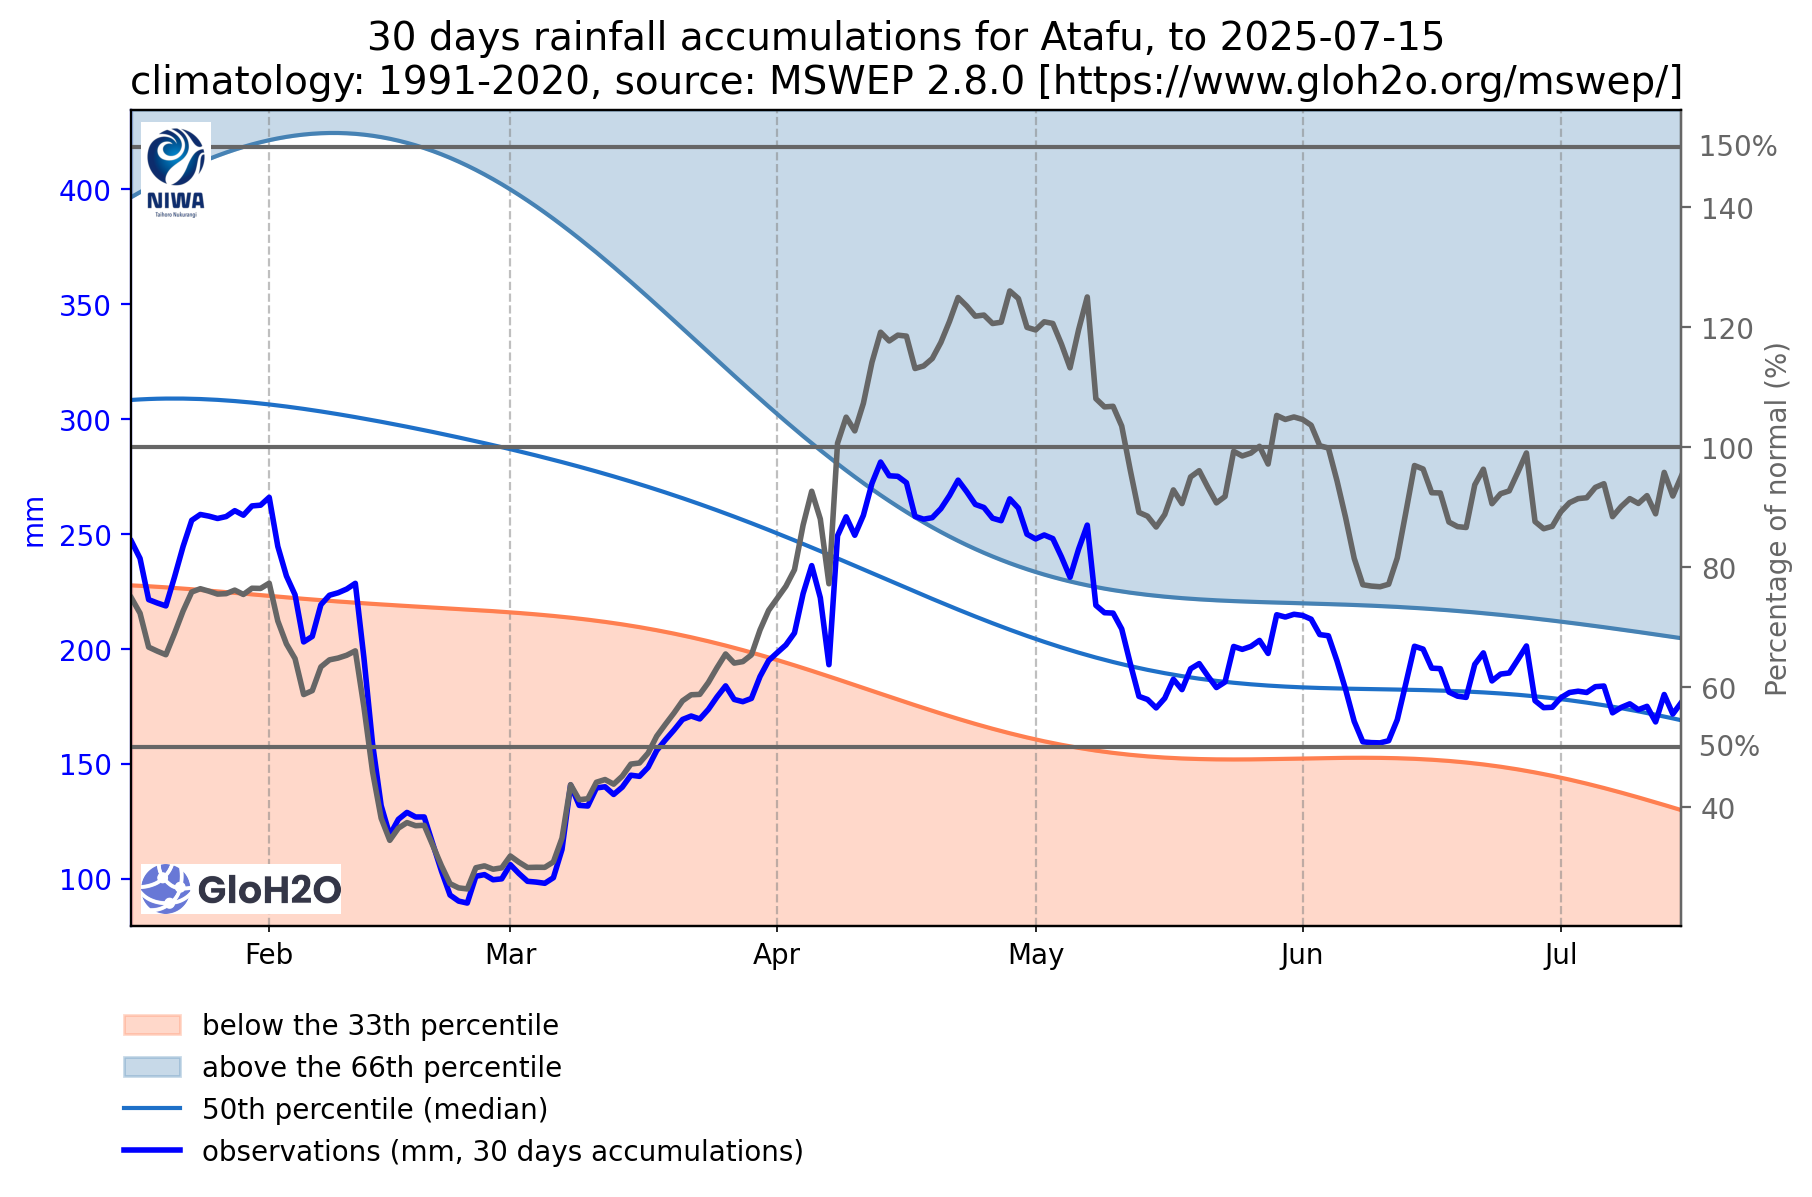 30 days rainfall accumulations for Atafu, to 2025-07-15
climatology: 1991-2020, source: MSWEP 2.8.0 [https://www.gloh2o.org/mswep/]
NIWA
Taihoro Nukurangi
400
350
300
250
200
150
100
mm
150%
140
120
100
80
60
50%
40
Percentage of normal (%)
GloH2O
Feb
Mar
Apr
May
Jun
Jul
below the 33th percentile
above the 66th percentile
50th percentile (median)
observations (mm, 30 days accumulations)